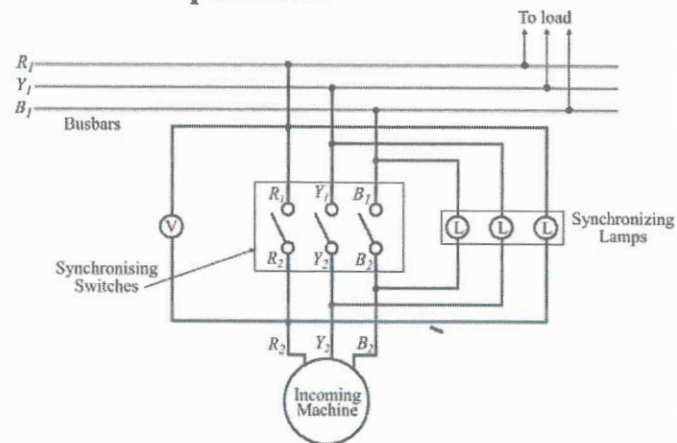 To load
R1
Y1
B1
Busbars
R1 Y1 B1
V
L L L
Synchronizing
Lamps
R2 Y2 B2
Synchronising
Switches
R2 Y2 B2
Incoming
Machine